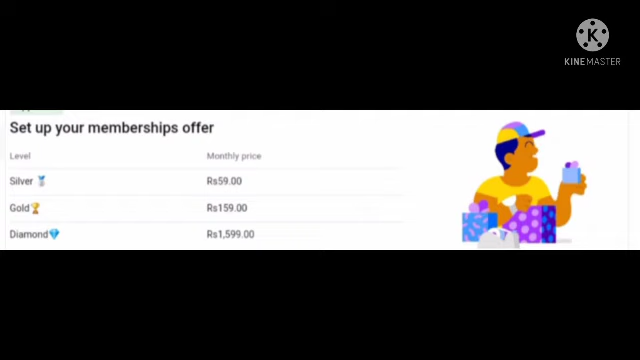 K
KINEMASTER
Set up your memberships offer
Level Monthly price
Silver 🥈 Rs59.00
Gold🏆 Rs159.00
Diamond💎 Rs1,599.00